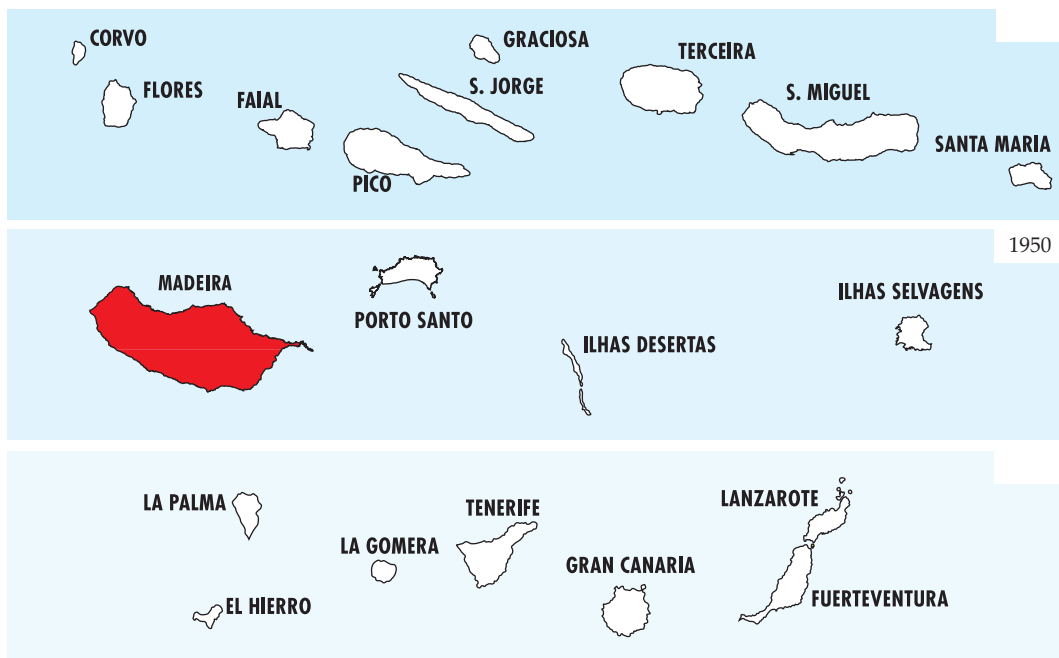 CORVO
FLORES
FAIAL
PICO
GRACIOSA
S. JORGE
TERCEIRA
S. MIGUEL
SANTA MARIA
1950
MADEIRA
PORTO SANTO
ILHAS DESERTAS
ILHAS SELVAGENS
LA PALMA
EL HIERRO
LA GOMERA
TENERIFE
GRAN CANARIA
LANZAROTE
FUERTEVENTURA